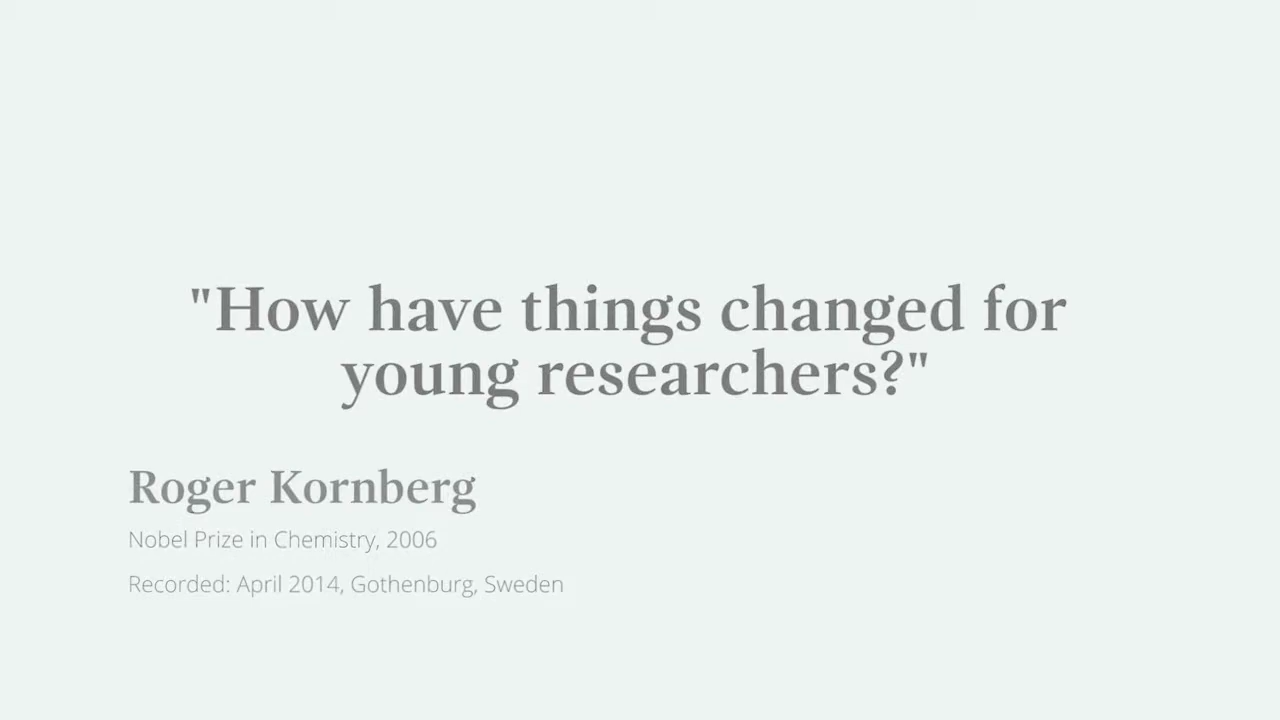 "How have things changed for
young researchers?"
Roger Kornberg
Nobel Prize in Chemistry, 2006
Recorded: April 2014, Gothenburg, Sweden